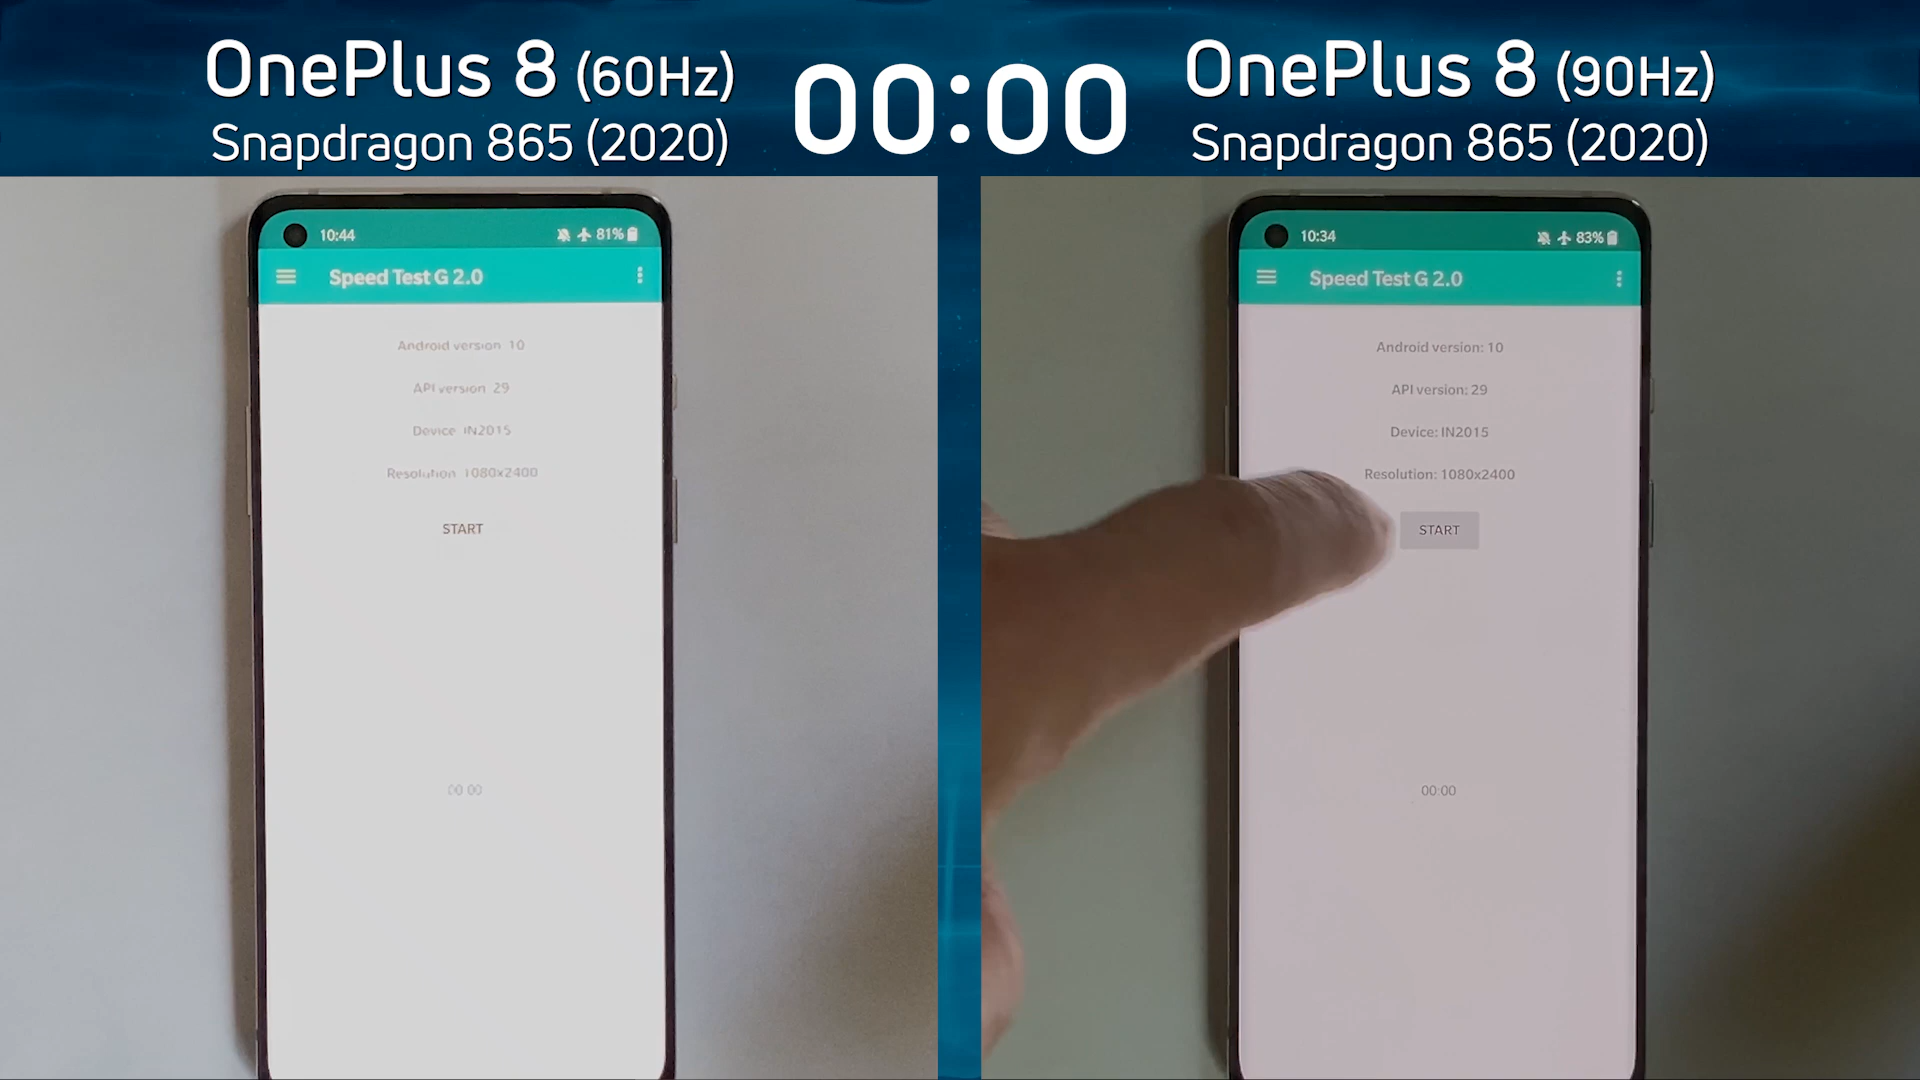 OnePlus 8 (60Hz)
Snapdragon 865 (2020)
00:00
OnePlus 8 (90Hz)
Snapdragon 865 (2020)
10:44
81%
Speed Test G 2.0
Android version: 10
API version: 29
Device: IN2015
Resolution: 1080x2400
START
00:00
10:34
83%
Speed Test G 2.0
Android version: 10
API version: 29
Device: IN2015
Resolution: 1080x2400
START
00:00